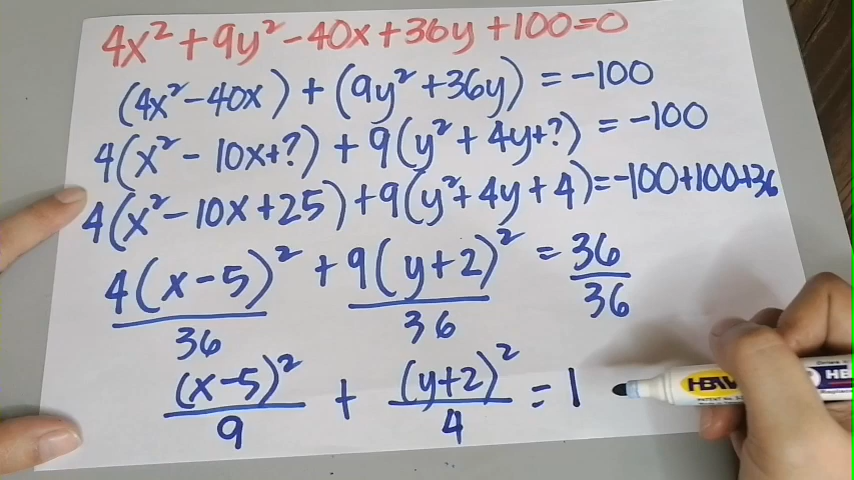 4x² + 9y² - 40x + 36y + 100 = 0
(4x² - 40x) + (9y² + 36y) = -100
4(x² - 10x + ?) + 9(y² + 4y + ?) = -100
4(x² - 10x + 25) + 9(y² + 4y + 4) = -100 + 100 + 36
4(x - 5)² / 36 + 9(y + 2)² / 36 = 36 / 36
(x - 5)² / 9 + (y + 2)² / 4 = 1